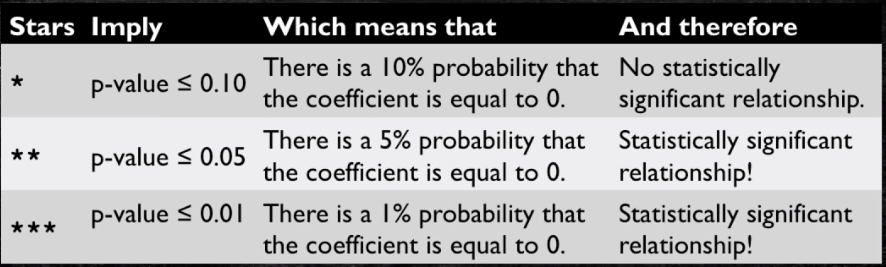 Stars Imply Which means that And therefore
* p-value ≤ 0.10 There is a 10% probability that the coefficient is equal to 0. No statistically significant relationship.
** p-value ≤ 0.05 There is a 5% probability that the coefficient is equal to 0. Statistically significant relationship!
*** p-value ≤ 0.01 There is a 1% probability that the coefficient is equal to 0. Statistically significant relationship!